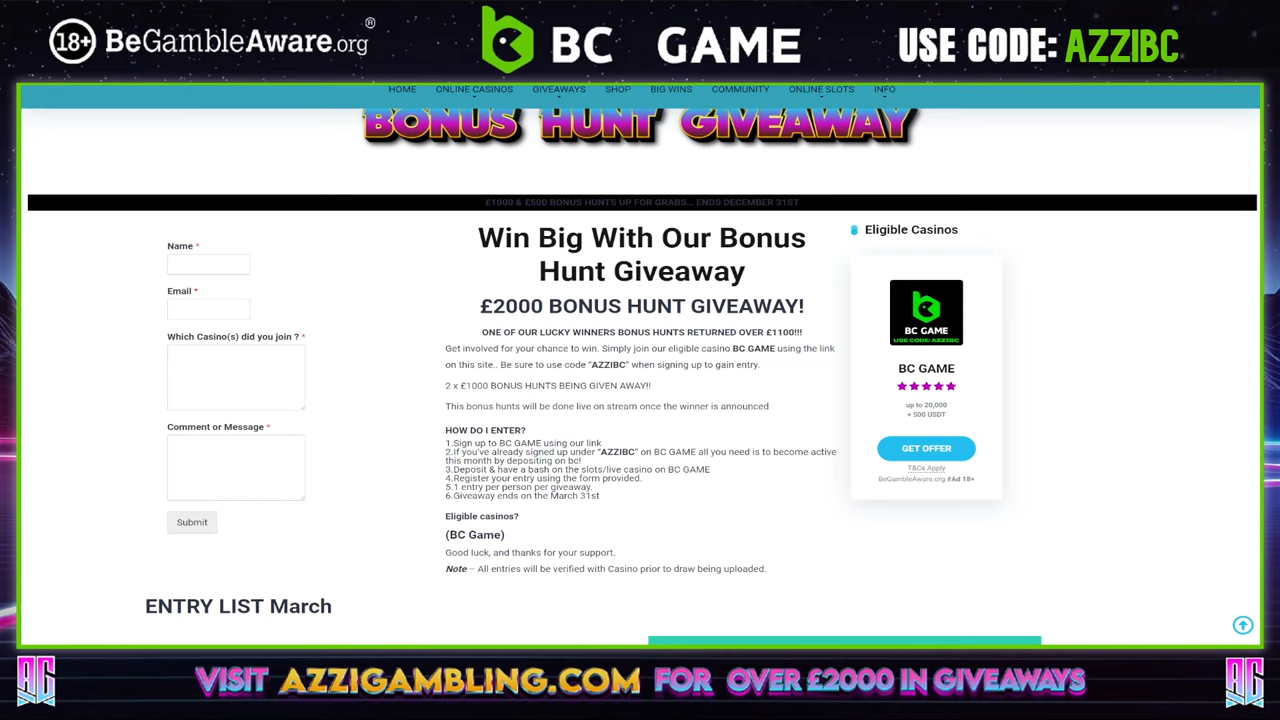 18+ BeGambleAware.org®
BC GAME
USE CODE: AZZIBC
HOME ONLINE CASINOS GIVEAWAYS SHOP BIG WINS COMMUNITY ONLINE SLOTS INFO
BONUS HUNT GIVEAWAY
£1000 & £500 BONUS HUNTS UP FOR GRABS... ENDS DECEMBER 31ST
Name *
Email *
Which Casino(s) did you join ? *
Comment or Message *
Submit
Win Big With Our Bonus
Hunt Giveaway
£2000 BONUS HUNT GIVEAWAY!
ONE OF OUR LUCKY WINNERS BONUS HUNTS RETURNED OVER £1100!!!
Get involved for your chance to win. Simply join our eligible casino BC GAME using the link
on this site.. Be sure to use code “AZZIBC” when signing up to gain entry.
2 x £1000 BONUS HUNTS BEING GIVEN AWAY!!
This bonus hunts will be done live on stream once the winner is announced
HOW DO I ENTER?
1.Sign up to BC GAME using our link
2.If you've already signed up under “AZZIBC” on BC GAME all you need is to become active
this month by depositing on bc!
3.Deposit & have a bash on the slots/live casino on BC GAME
4.Register your entry using the form provided.
5.1 entry per person per giveaway.
6.Giveaway ends on the March 31st
Eligible casinos?
(BC Game)
Good luck, and thanks for your support.
Note – All entries will be verified with Casino prior to draw being uploaded.
Eligible Casinos
BC GAME
USE CODE: AZZIBC
BC GAME
up to 20,000
+ 500 USDT
GET OFFER
T&Cs Apply
BeGambleAware.org #Ad 18+
ENTRY LIST March
AG
VISIT AZZIGAMBLING.COM FOR OVER £2000 IN GIVEAWAYS
AG